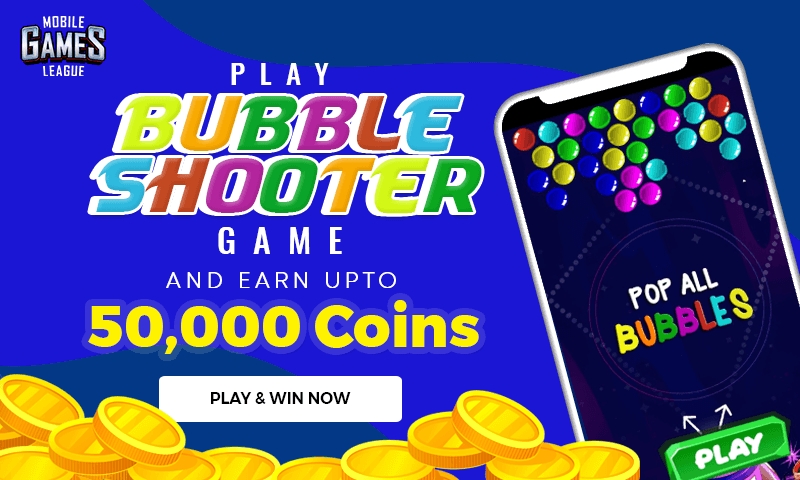 MOBILE
GAMES
LEAGUE
PLAY
BUBBLE
SHOOTER
GAME
AND EARN UPTO
50,000 Coins
PLAY & WIN NOW
POP ALL
BUBBLES
PLAY